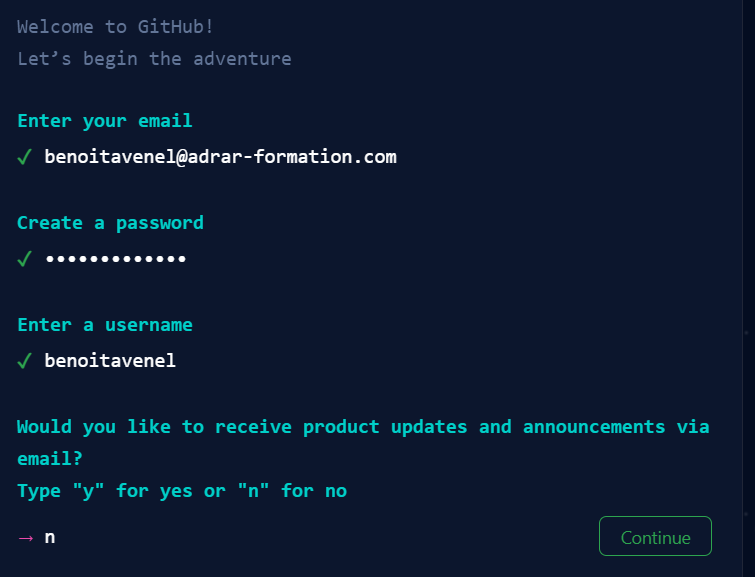 Welcome to GitHub!
Let’s begin the adventure
Enter your email
✓ benoitavenel@adrar-formation.com
Create a password
✓ •••••••••••••
Enter a username
✓ benoitavenel
Would you like to receive product updates and announcements via
email?
Type "y" for yes or "n" for no
→ n
Continue